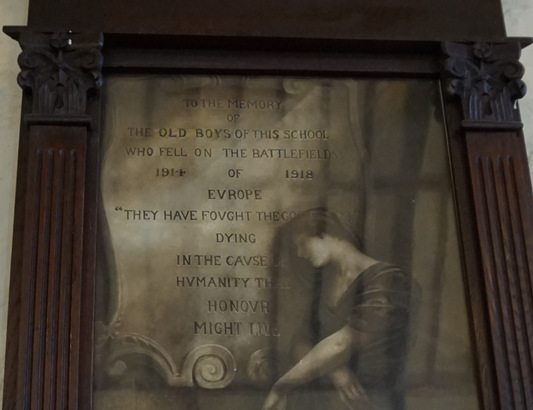 TO THE MEMORY
OF
THE OLD BOYS OF THIS SCHOOL
WHO FELL ON THE BATTLEFIELDS
1914 OF 1918
EVROPE
"THEY HAVE FOVGHT THE
DYING
IN THE CAVSE
HVMANITY
HONOVR
MIGHT LIVE